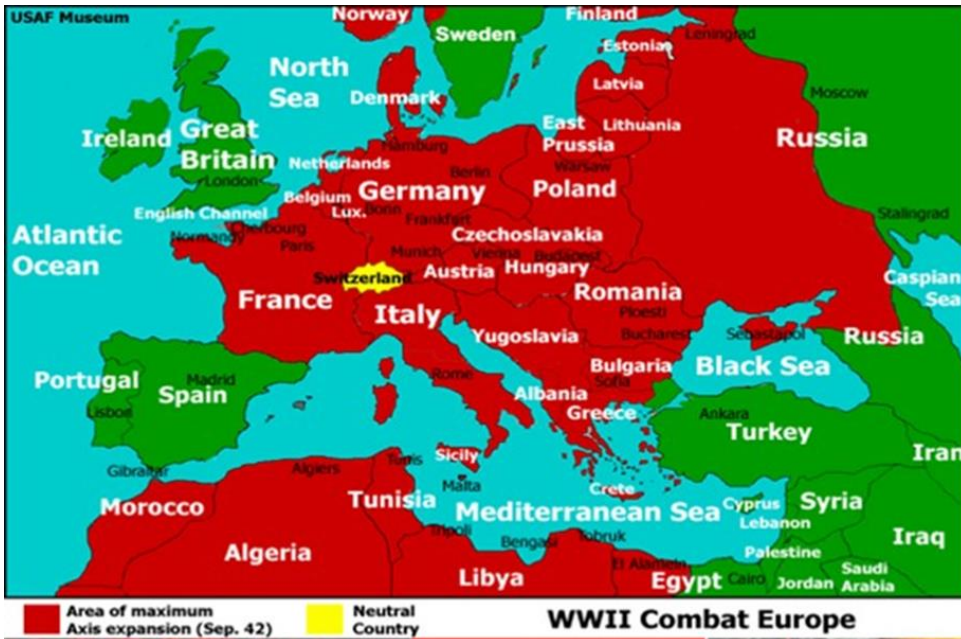 USAF Museum
Norway
Sweden
Finland
Leningrad
Estonia
North
Sea
Latvia
Denmark
Moscow
Ireland
Great
Britain
East
Prussia
Lithuania
Russia
Hamburg
Netherlands
Warsaw
London
Berlin
Germany
Poland
Belgium
Lux.
Bonn
English Channel
Frankfurt
Stalingrad
Atlantic
Ocean
Cherbourg
Normandy
Paris
Czechoslavakia
Munich
Vienna
Budapest
Switzerland
Austria
Hungary
Caspian
Sea
France
Italy
Romania
Ploesti
Yugoslavia
Bucharest
Sebastapol
Russia
Portugal
Spain
Madrid
Lisbon
Rome
Bulgaria
Sofia
Black Sea
Albania
Greece
Ankara
Turkey
Iran
Gibraltar
Algiers
Tunis
Sicily
Malta
Morocco
Tunisia
Crete
Mediterranean Sea
Cyprus
Lebanon
Syria
Iraq
Tripoli
Bengasi
Tobruk
Algeria
Libya
El Alamein
Egypt
Cairo
Palestine
Jordan
Saudi
Arabia
Area of maximum
Axis expansion (Sep. 42)
Neutral
Country
WWII Combat Europe